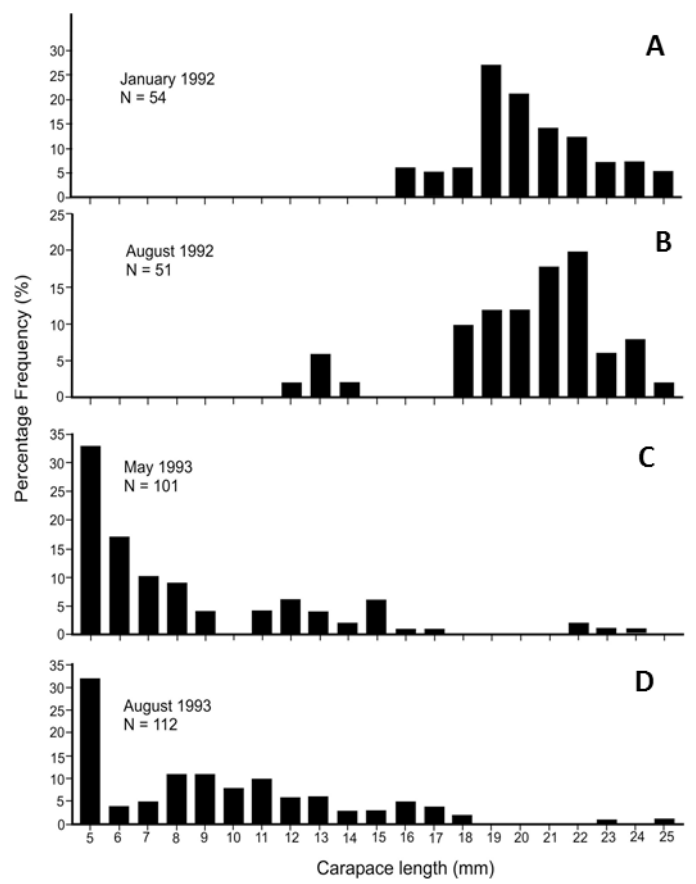 Percentage Frequency (%)
A
January 1992
N = 54
30
25
20
15
10
5
0
B
August 1992
N = 51
25
20
15
10
5
0
C
May 1993
N = 101
35
30
25
20
15
10
5
0
D
August 1993
N = 112
35
30
25
20
15
10
5
0
5 6 7 8 9 10 11 12 13 14 15 16 17 18 19 20 21 22 23 24 25
Carapace length (mm)